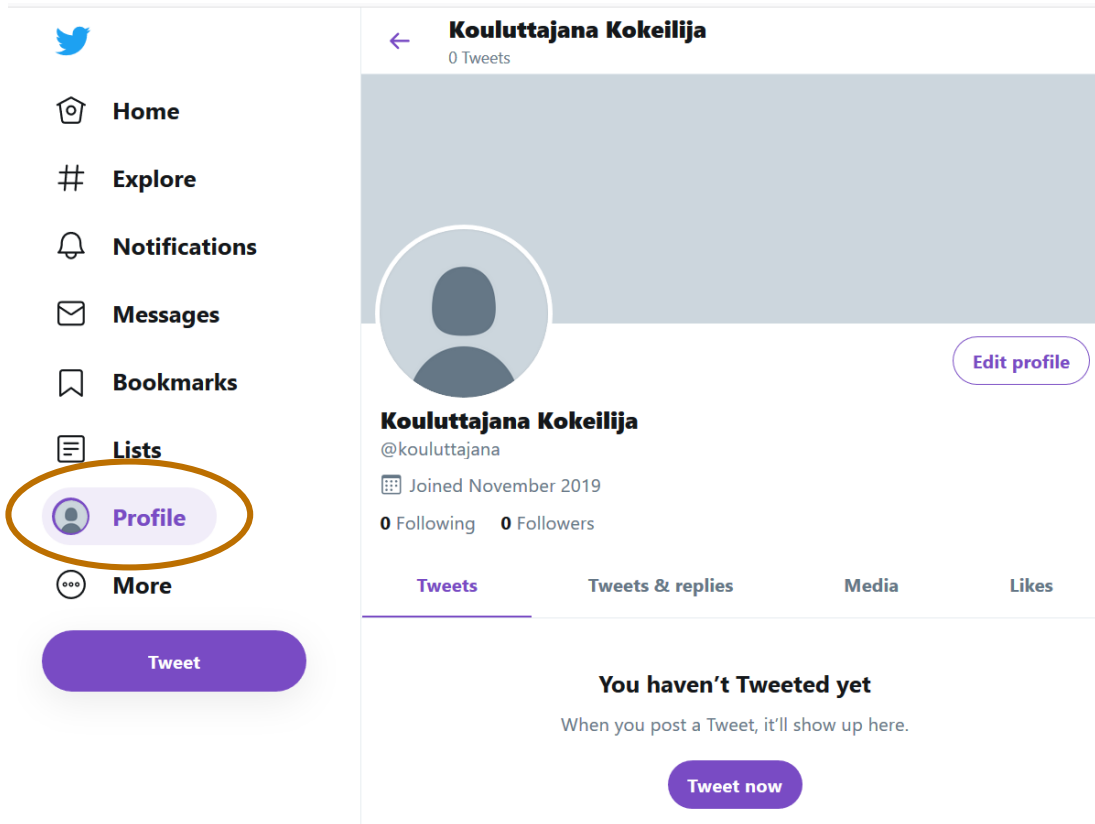 Home
Explore
Notifications
Messages
Bookmarks
Lists
Profile
More
Tweet
Kouluttajana Kokeilija
0 Tweets
Edit profile
Kouluttajana Kokeilija
@kouluttajana
Joined November 2019
0 Following 0 Followers
Tweets Tweets & replies Media Likes
You haven’t Tweeted yet
When you post a Tweet, it’ll show up here.
Tweet now